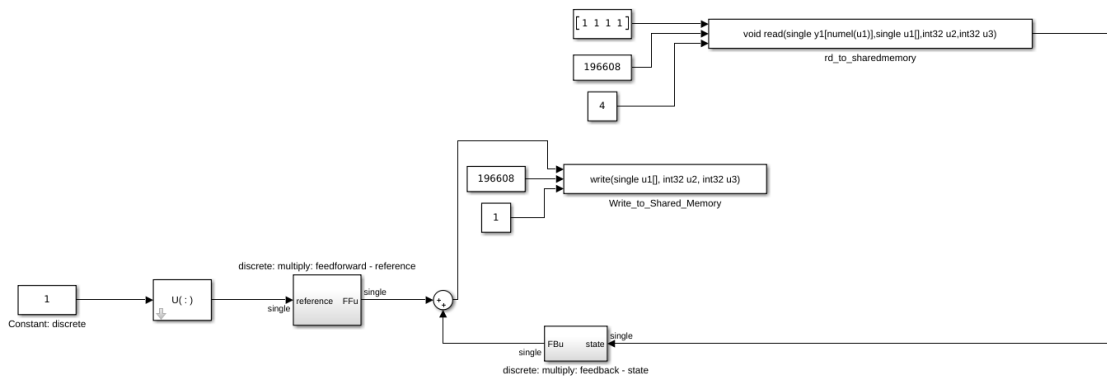 [1 1 1 1]
void read(single y1[numel(u1)],single u1[],int32 u2,int32 u3)
rd_to_sharedmemory
196608
4
196608
write(single u1[], int32 u2, int32 u3)
Write_to_Shared_Memory
1
discrete: multiply: feedforward - reference
1
Constant: discrete
U( : )
single
reference
FFu
single
+
+
single
FBu
state
single
discrete: multiply: feedback - state